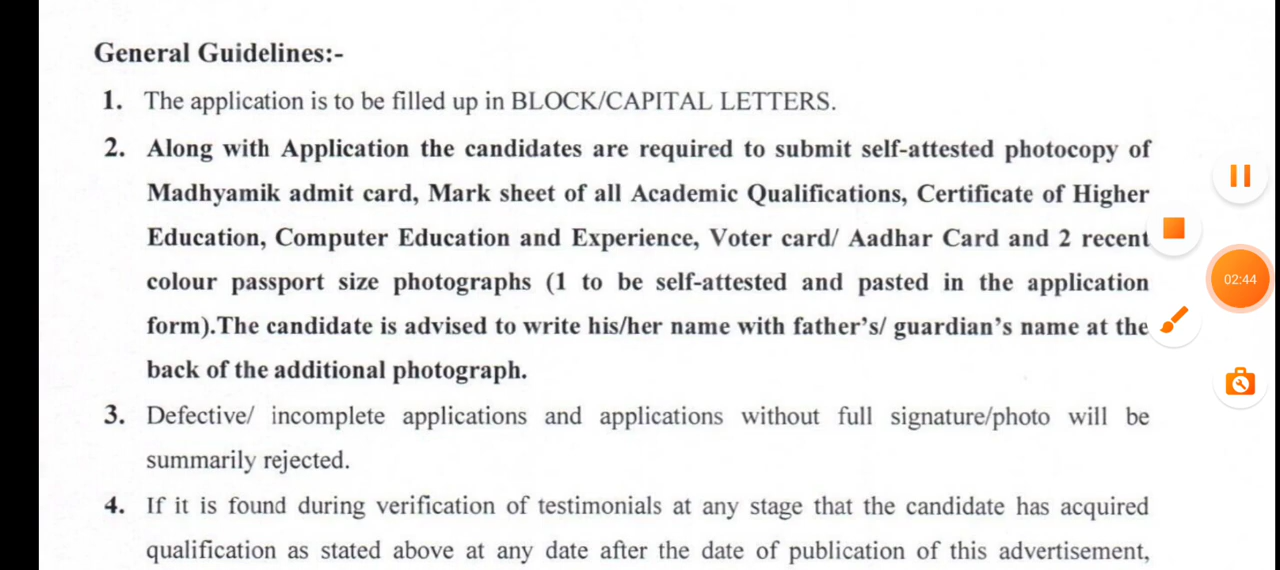 General Guidelines:-
1. The application is to be filled up in BLOCK/CAPITAL LETTERS.
2. Along with Application the candidates are required to submit self-attested photocopy of
Madhyamik admit card, Mark sheet of all Academic Qualifications, Certificate of Higher
Education, Computer Education and Experience, Voter card/ Aadhar Card and 2 recent
colour passport size photographs (1 to be self-attested and pasted in the application
form).The candidate is advised to write his/her name with father's/ guardian's name at the
back of the additional photograph.
3. Defective/ incomplete applications and applications without full signature/photo will be
summarily rejected.
4. If it is found during verification of testimonials at any stage that the candidate has acquired
qualification as stated above at any date after the date of publication of this advertisement,
02:44